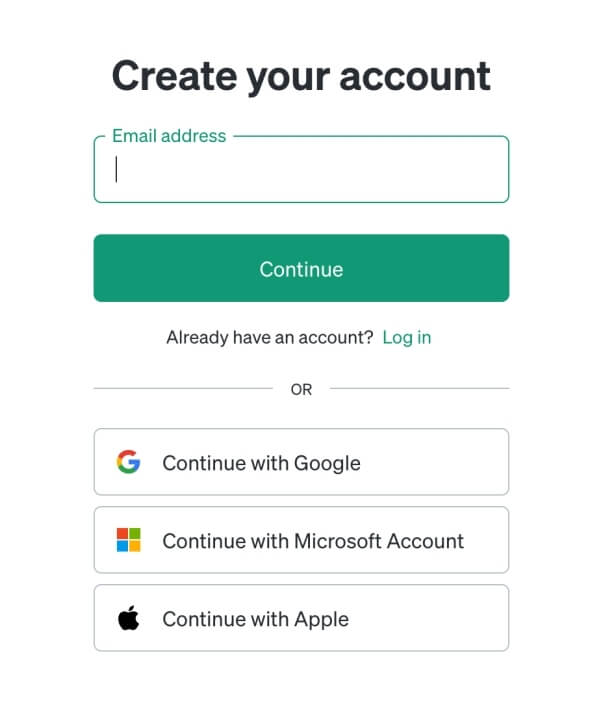 Create your account
Email address
Continue
Already have an account? Log in
OR
Continue with Google
Continue with Microsoft Account
Continue with Apple